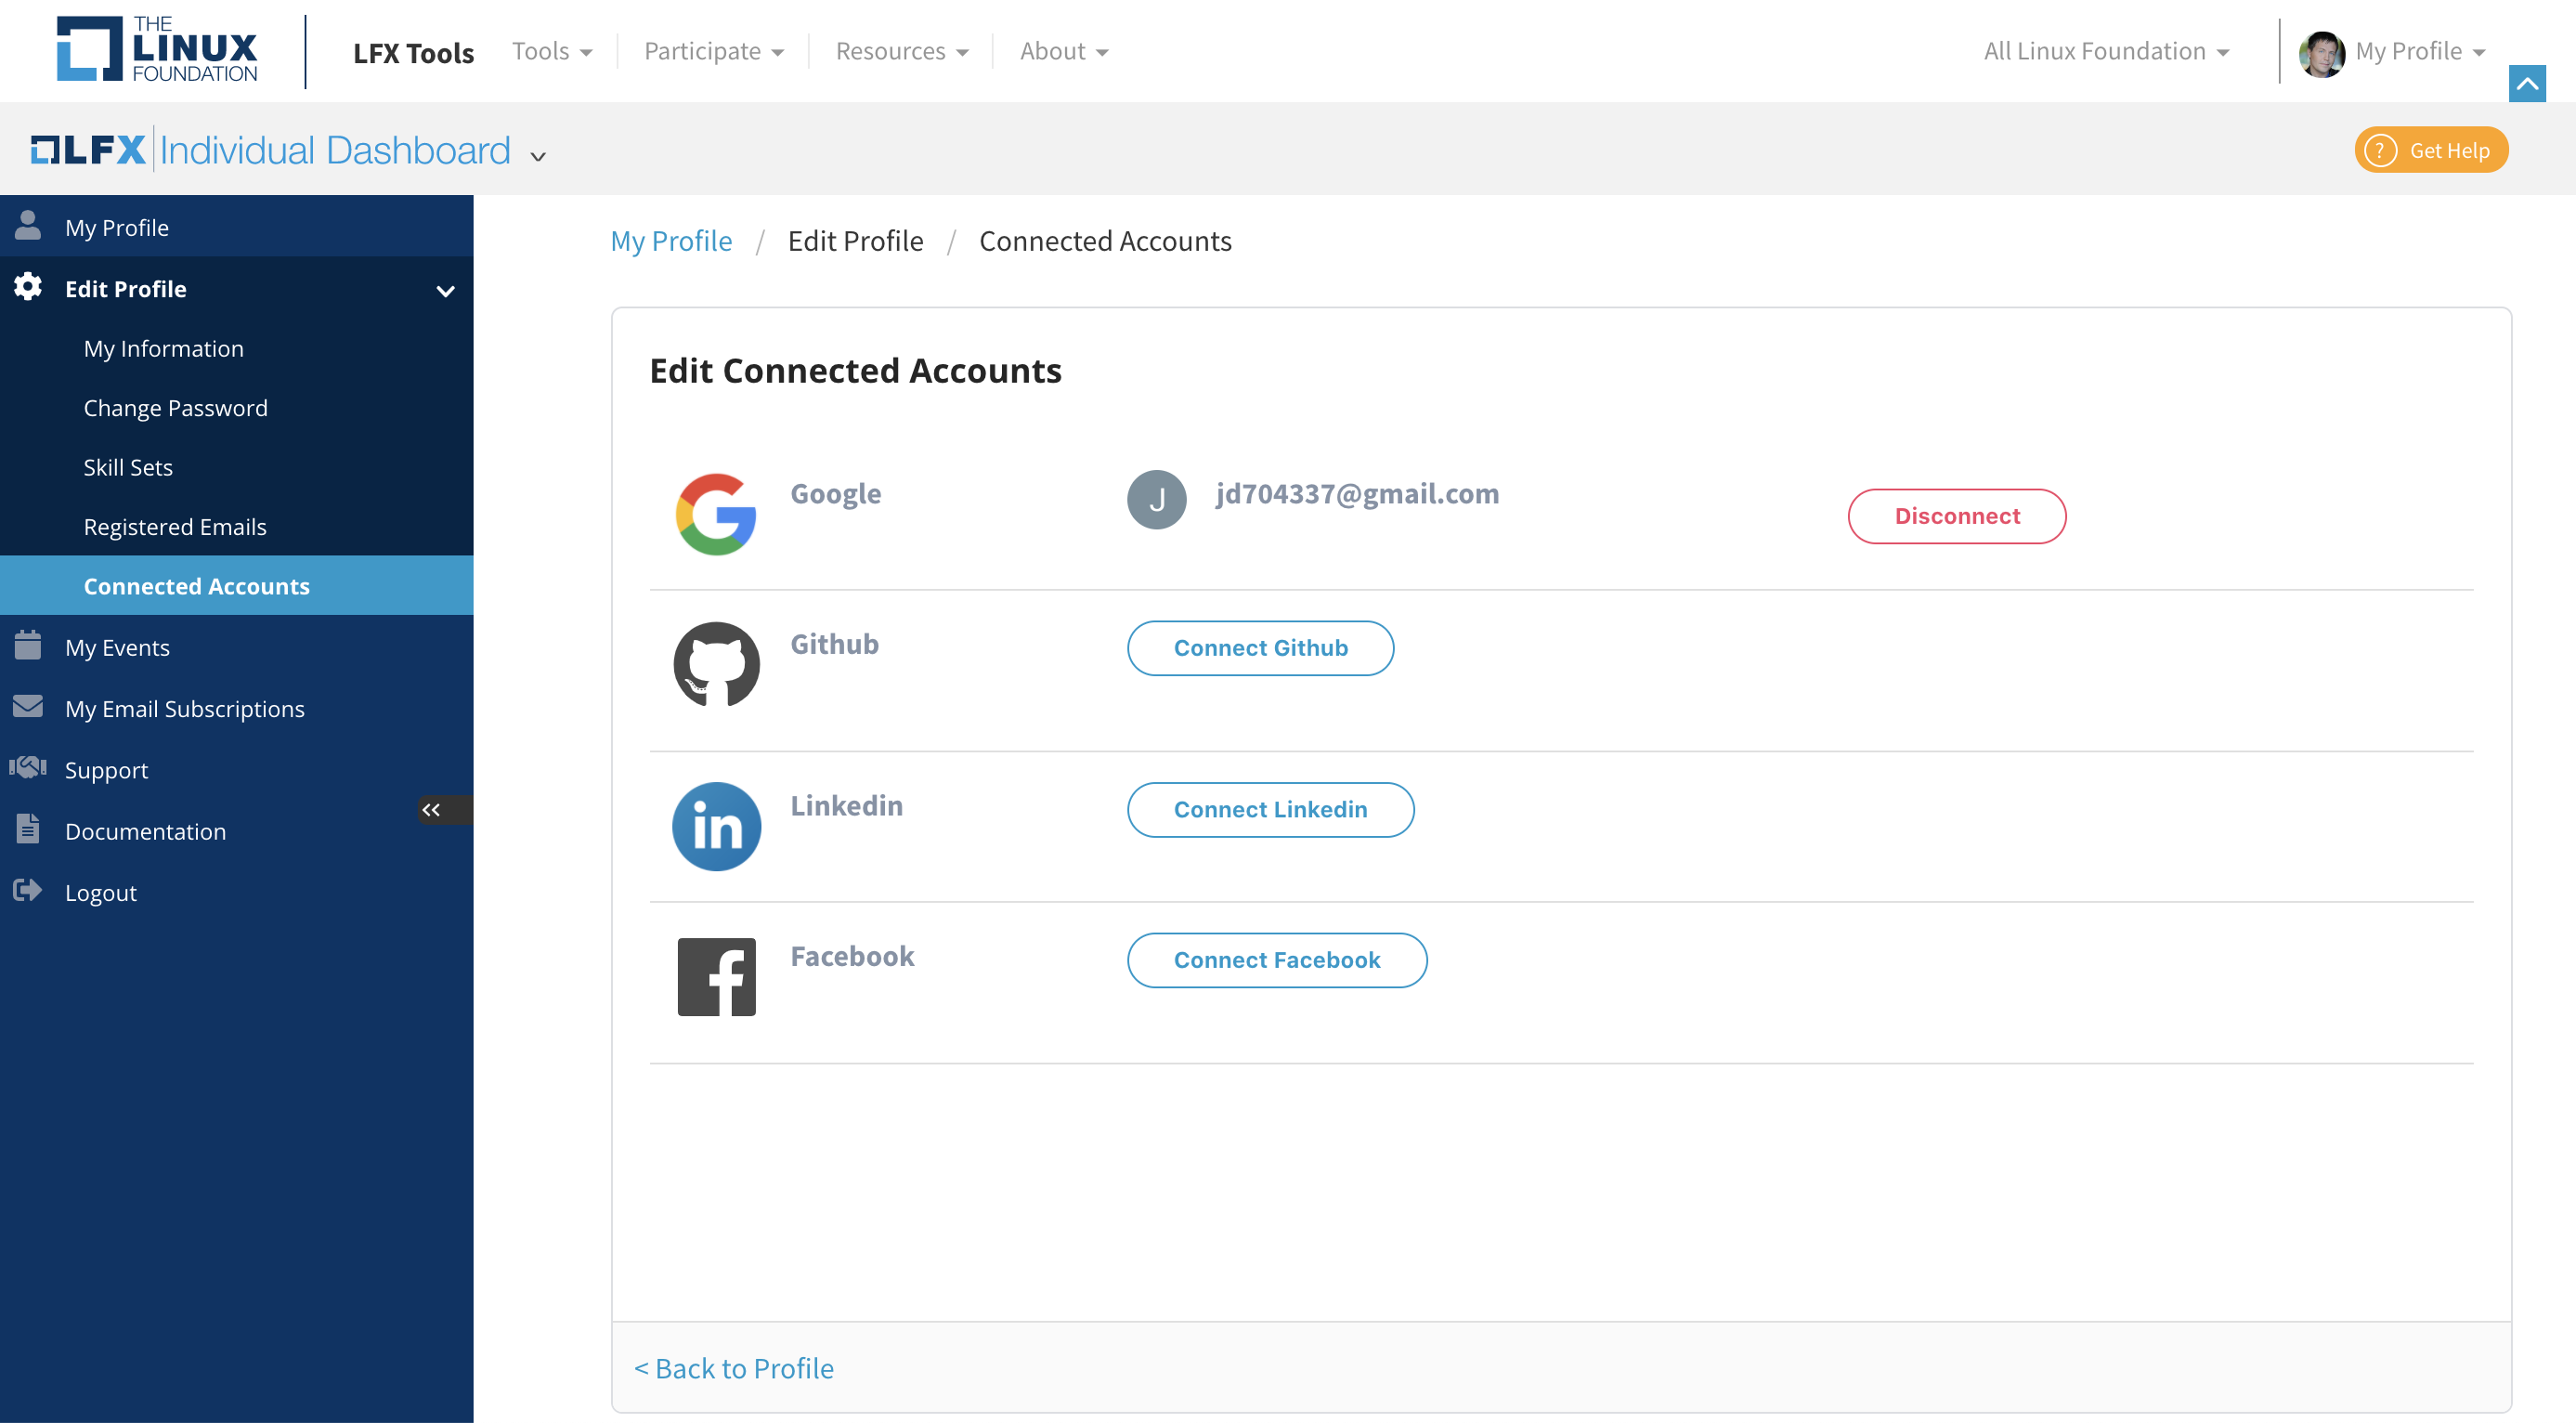 THE
LINUX
FOUNDATION
LFX Tools
Tools
Participate
Resources
About
All Linux Foundation
My Profile
LFX Individual Dashboard
? Get Help
My Profile
Edit Profile
My Information
Change Password
Skill Sets
Registered Emails
Connected Accounts
My Events
My Email Subscriptions
Support
Documentation
Logout
My Profile / Edit Profile / Connected Accounts
Edit Connected Accounts
Google
J
jd704337@gmail.com
Disconnect
Github
Connect Github
in
Linkedin
Connect Linkedin
f
Facebook
Connect Facebook
< Back to Profile